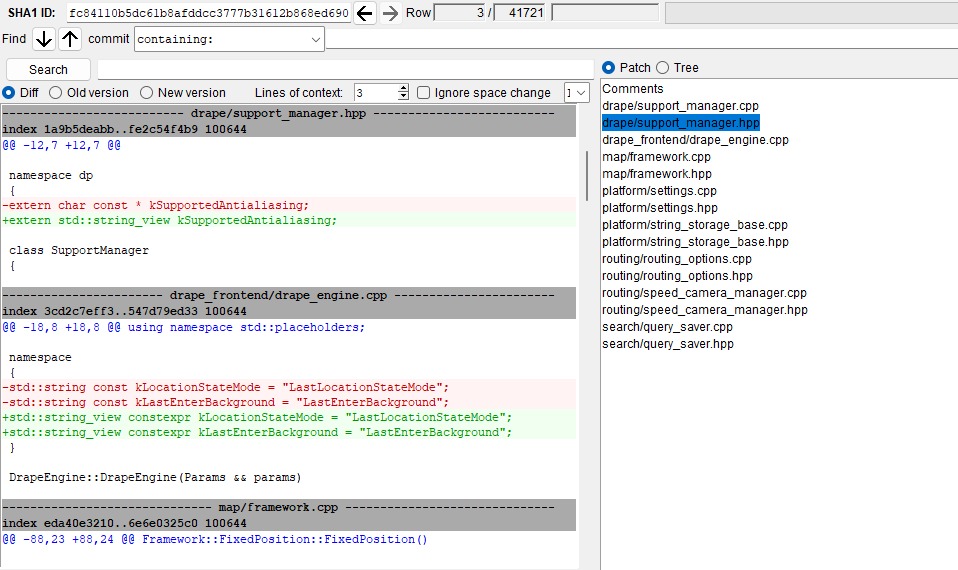 SHA1 ID: fc84110b5dc61b8afddcc3777b31612b868ed690 Row 3 / 41721
Find commit containing:
Search
Diff Old version New version Lines of context: 3 Ignore space change
---------------------- drape/support_manager.hpp --------------------------
index 1a9b5deabb..fe2c54f4b9 100644
@@ -12,7 +12,7 @@
namespace dp
{
-extern char const * kSupportedAntialiasing;
+extern std::string_view kSupportedAntialiasing;
class SupportManager
{
---------------------- drape_frontend/drape_engine.cpp -----------------------
index 3cd2c7eff3..547d79ed33 100644
@@ -18,8 +18,8 @@ using namespace std::placeholders;
namespace
{
-std::string const kLocationStateMode = "LastLocationStateMode";
-std::string const kLastEnterBackground = "LastEnterBackground";
+std::string_view constexpr kLocationStateMode = "LastLocationStateMode";
+std::string_view constexpr kLastEnterBackground = "LastEnterBackground";
}
DrapeEngine::DrapeEngine(Params && params)
------------------------------ map/framework.cpp ------------------------------
index eda40e3210..6e6e0325c0 100644
@@ -88,23 +88,24 @@ Framework::FixedPosition::FixedPosition()
Patch Tree
Comments
drape/support_manager.cpp
drape/support_manager.hpp
drape_frontend/drape_engine.cpp
map/framework.cpp
map/framework.hpp
platform/settings.cpp
platform/settings.hpp
platform/string_storage_base.cpp
platform/string_storage_base.hpp
routing/routing_options.cpp
routing/routing_options.hpp
routing/speed_camera_manager.cpp
routing/speed_camera_manager.hpp
search/query_saver.cpp
search/query_saver.hpp